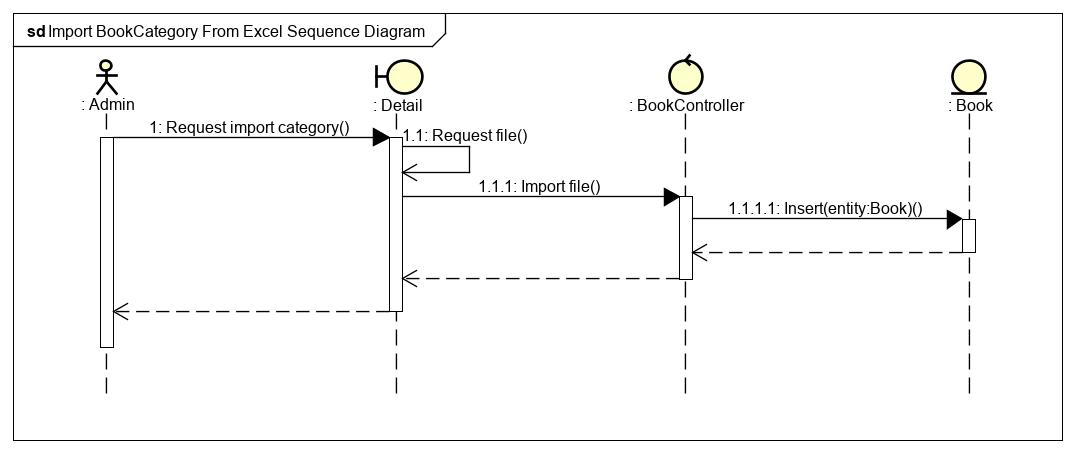 sd Import BookCategory From Excel Sequence Diagram
: Admin
: Detail
: BookController
: Book
1: Request import category()
1.1: Request file()
1.1.1: Import file()
1.1.1.1: Insert(entity:Book)()